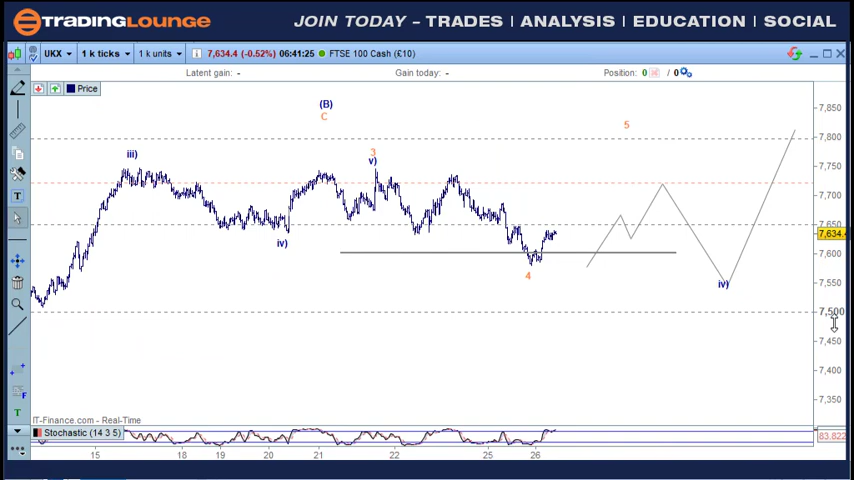 TRADINGLOUNGE
JOIN TODAY - TRADES | ANALYSIS | EDUCATION | SOCIAL
UKX 1 k ticks 1 k units i 7,634.4 (-0.52%) 06:41:25 FTSE 100 Cash (£10)
Latent gain: - Gain today: - Position: 0 / 0
Price
(B)
C
iii)
3
v)
iv)
4
5
iv)
7,850
7,800
7,750
7,700
7,650
7,634.4
7,600
7,550
7,500
7,450
7,400
7,350
T
F
T
IT-Finance.com - Real-Time
Stochastic (14 3 5)
83.822
15 18 19 20 21 22 25 26